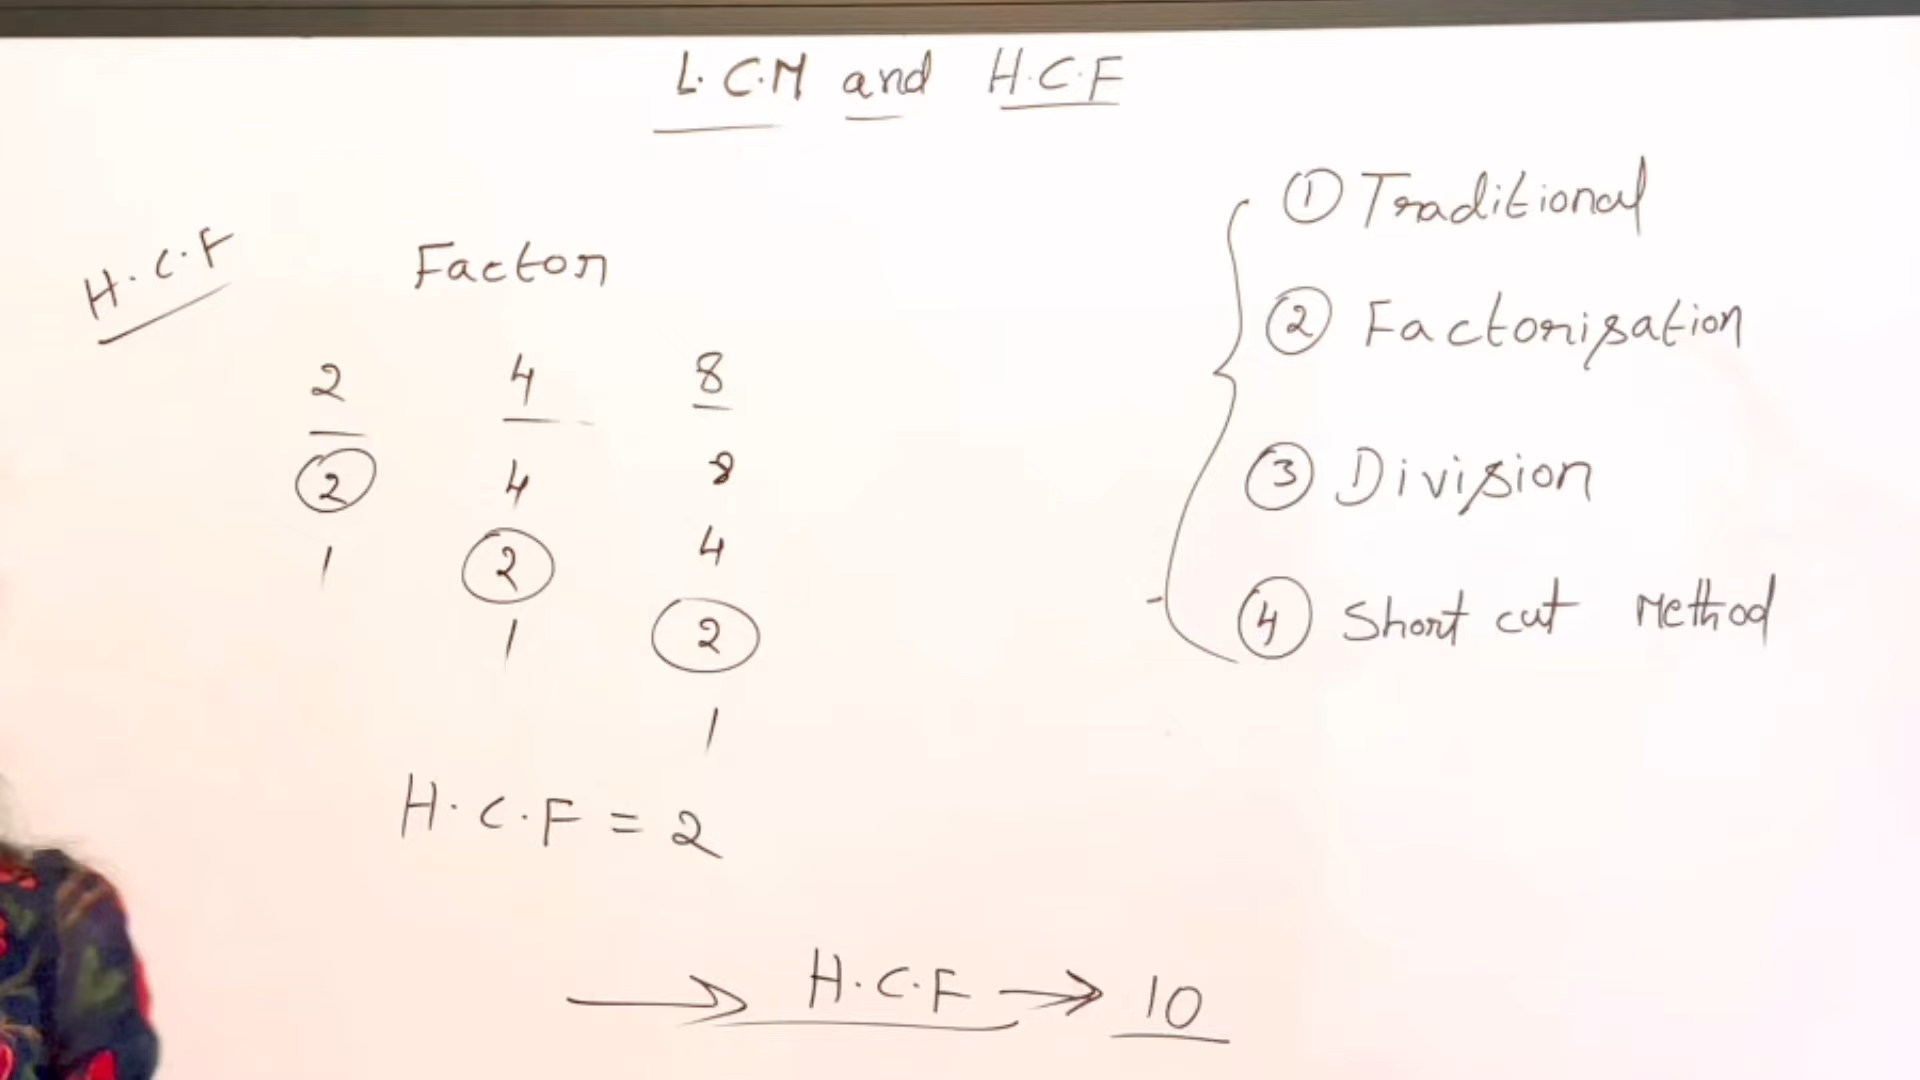 L.C.M and H.C.F
H.C.F
Factor
2 4 8
2 4 8
1 2 4
1 2
1
H.C.F = 2
→ H.C.F → 10
① Traditional
② Factorisation
③ Division
④ Short cut Method